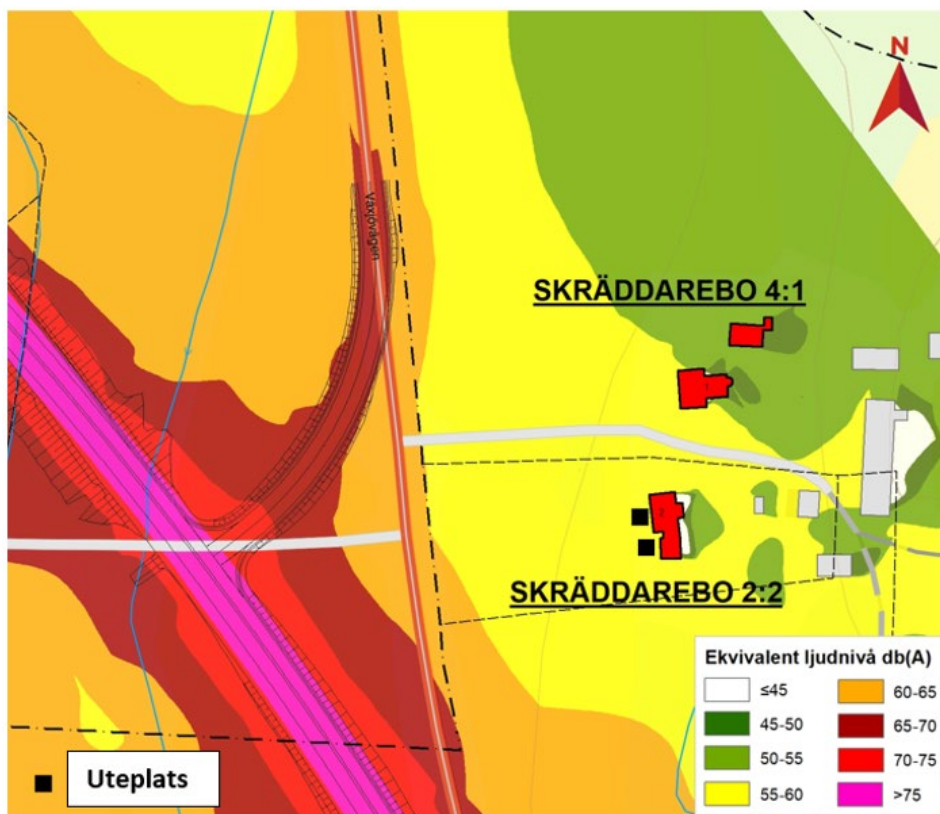 N
Växjövägen
SKRÄDDAREBO 4:1
SKRÄDDAREBO 2:2
Uteplats
Ekvivalent ljudnivå db(A)
≤45
45-50
50-55
55-60
60-65
65-70
70-75
>75